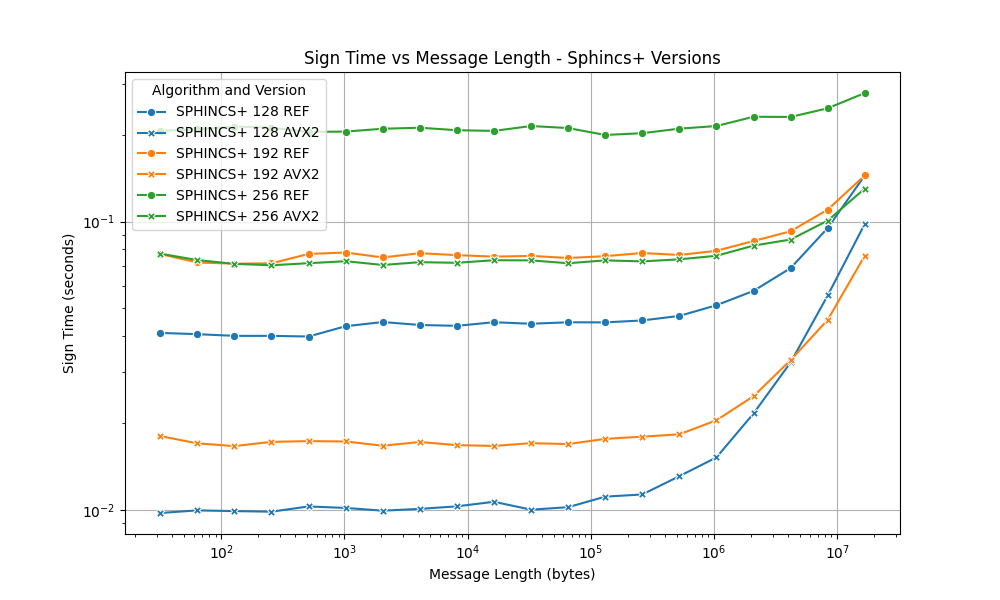 Sign Time vs Message Length - Sphincs+ Versions
Algorithm and Version
SPHINCS+ 128 REF
SPHINCS+ 128 AVX2
SPHINCS+ 192 REF
SPHINCS+ 192 AVX2
SPHINCS+ 256 REF
SPHINCS+ 256 AVX2
Sign Time (seconds)
10⁻¹
10⁻²
10² 10³ 10⁴ 10⁵ 10⁶ 10⁷
Message Length (bytes)